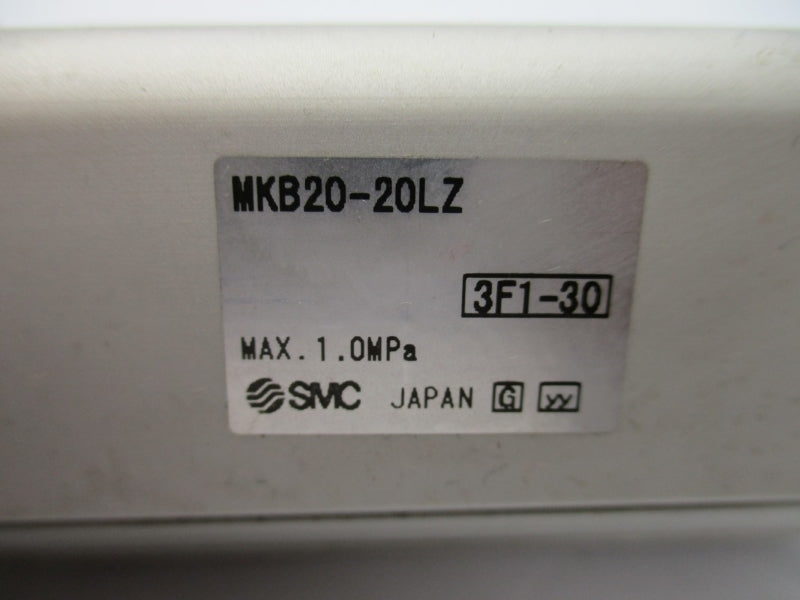 MKB20-20LZ
3F1-30
MAX.1.0MPa
SMC JAPAN G yy